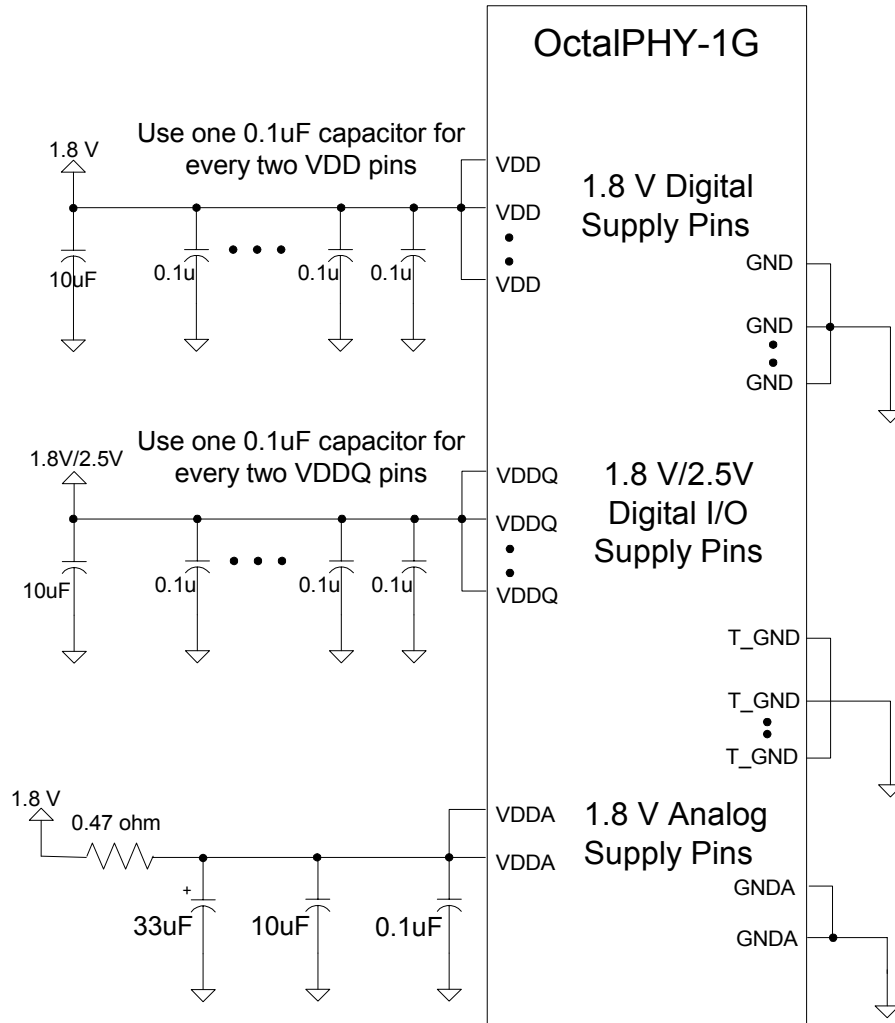 OctalPHY-1G
Use one 0.1uF capacitor for
every two VDD pins
1.8 V
10uF
0.1u
0.1u
0.1u
VDD
VDD
VDD
1.8 V Digital
Supply Pins
GND
GND
GND
Use one 0.1uF capacitor for
every two VDDQ pins
1.8V/2.5V
10uF
0.1u
0.1u
0.1u
VDDQ
VDDQ
VDDQ
1.8 V/2.5V
Digital I/O
Supply Pins
T_GND
T_GND
T_GND
1.8 V
0.47 ohm
+
33uF
10uF
0.1uF
VDDA
VDDA
1.8 V Analog
Supply Pins
GNDA
GNDA